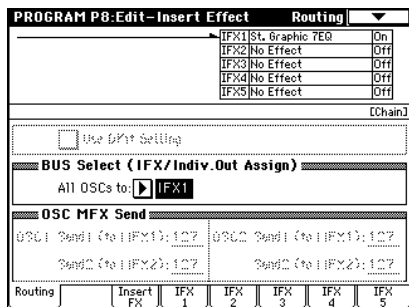 PROGRAM P8:Edit-Insert Effect Routing
IFX1 St. Graphic 7EQ On
IFX2 No Effect Off
IFX3 No Effect Off
IFX4 No Effect Off
IFX5 No Effect Off
[Chain]
Use DKit Setting
BUS Select (IFX/Indiv.Out Assign)
All OSCs to: IFX1
OSC MFX Send
OSC1 Send1 (to MFX1): 127 OSC2 Send1 (to MFX1): 127
Send2 (to MFX2): 127 Send2 (to MFX2): 127
Routing Insert FX IFX 1 IFX 2 IFX 3 IFX 4 IFX 5